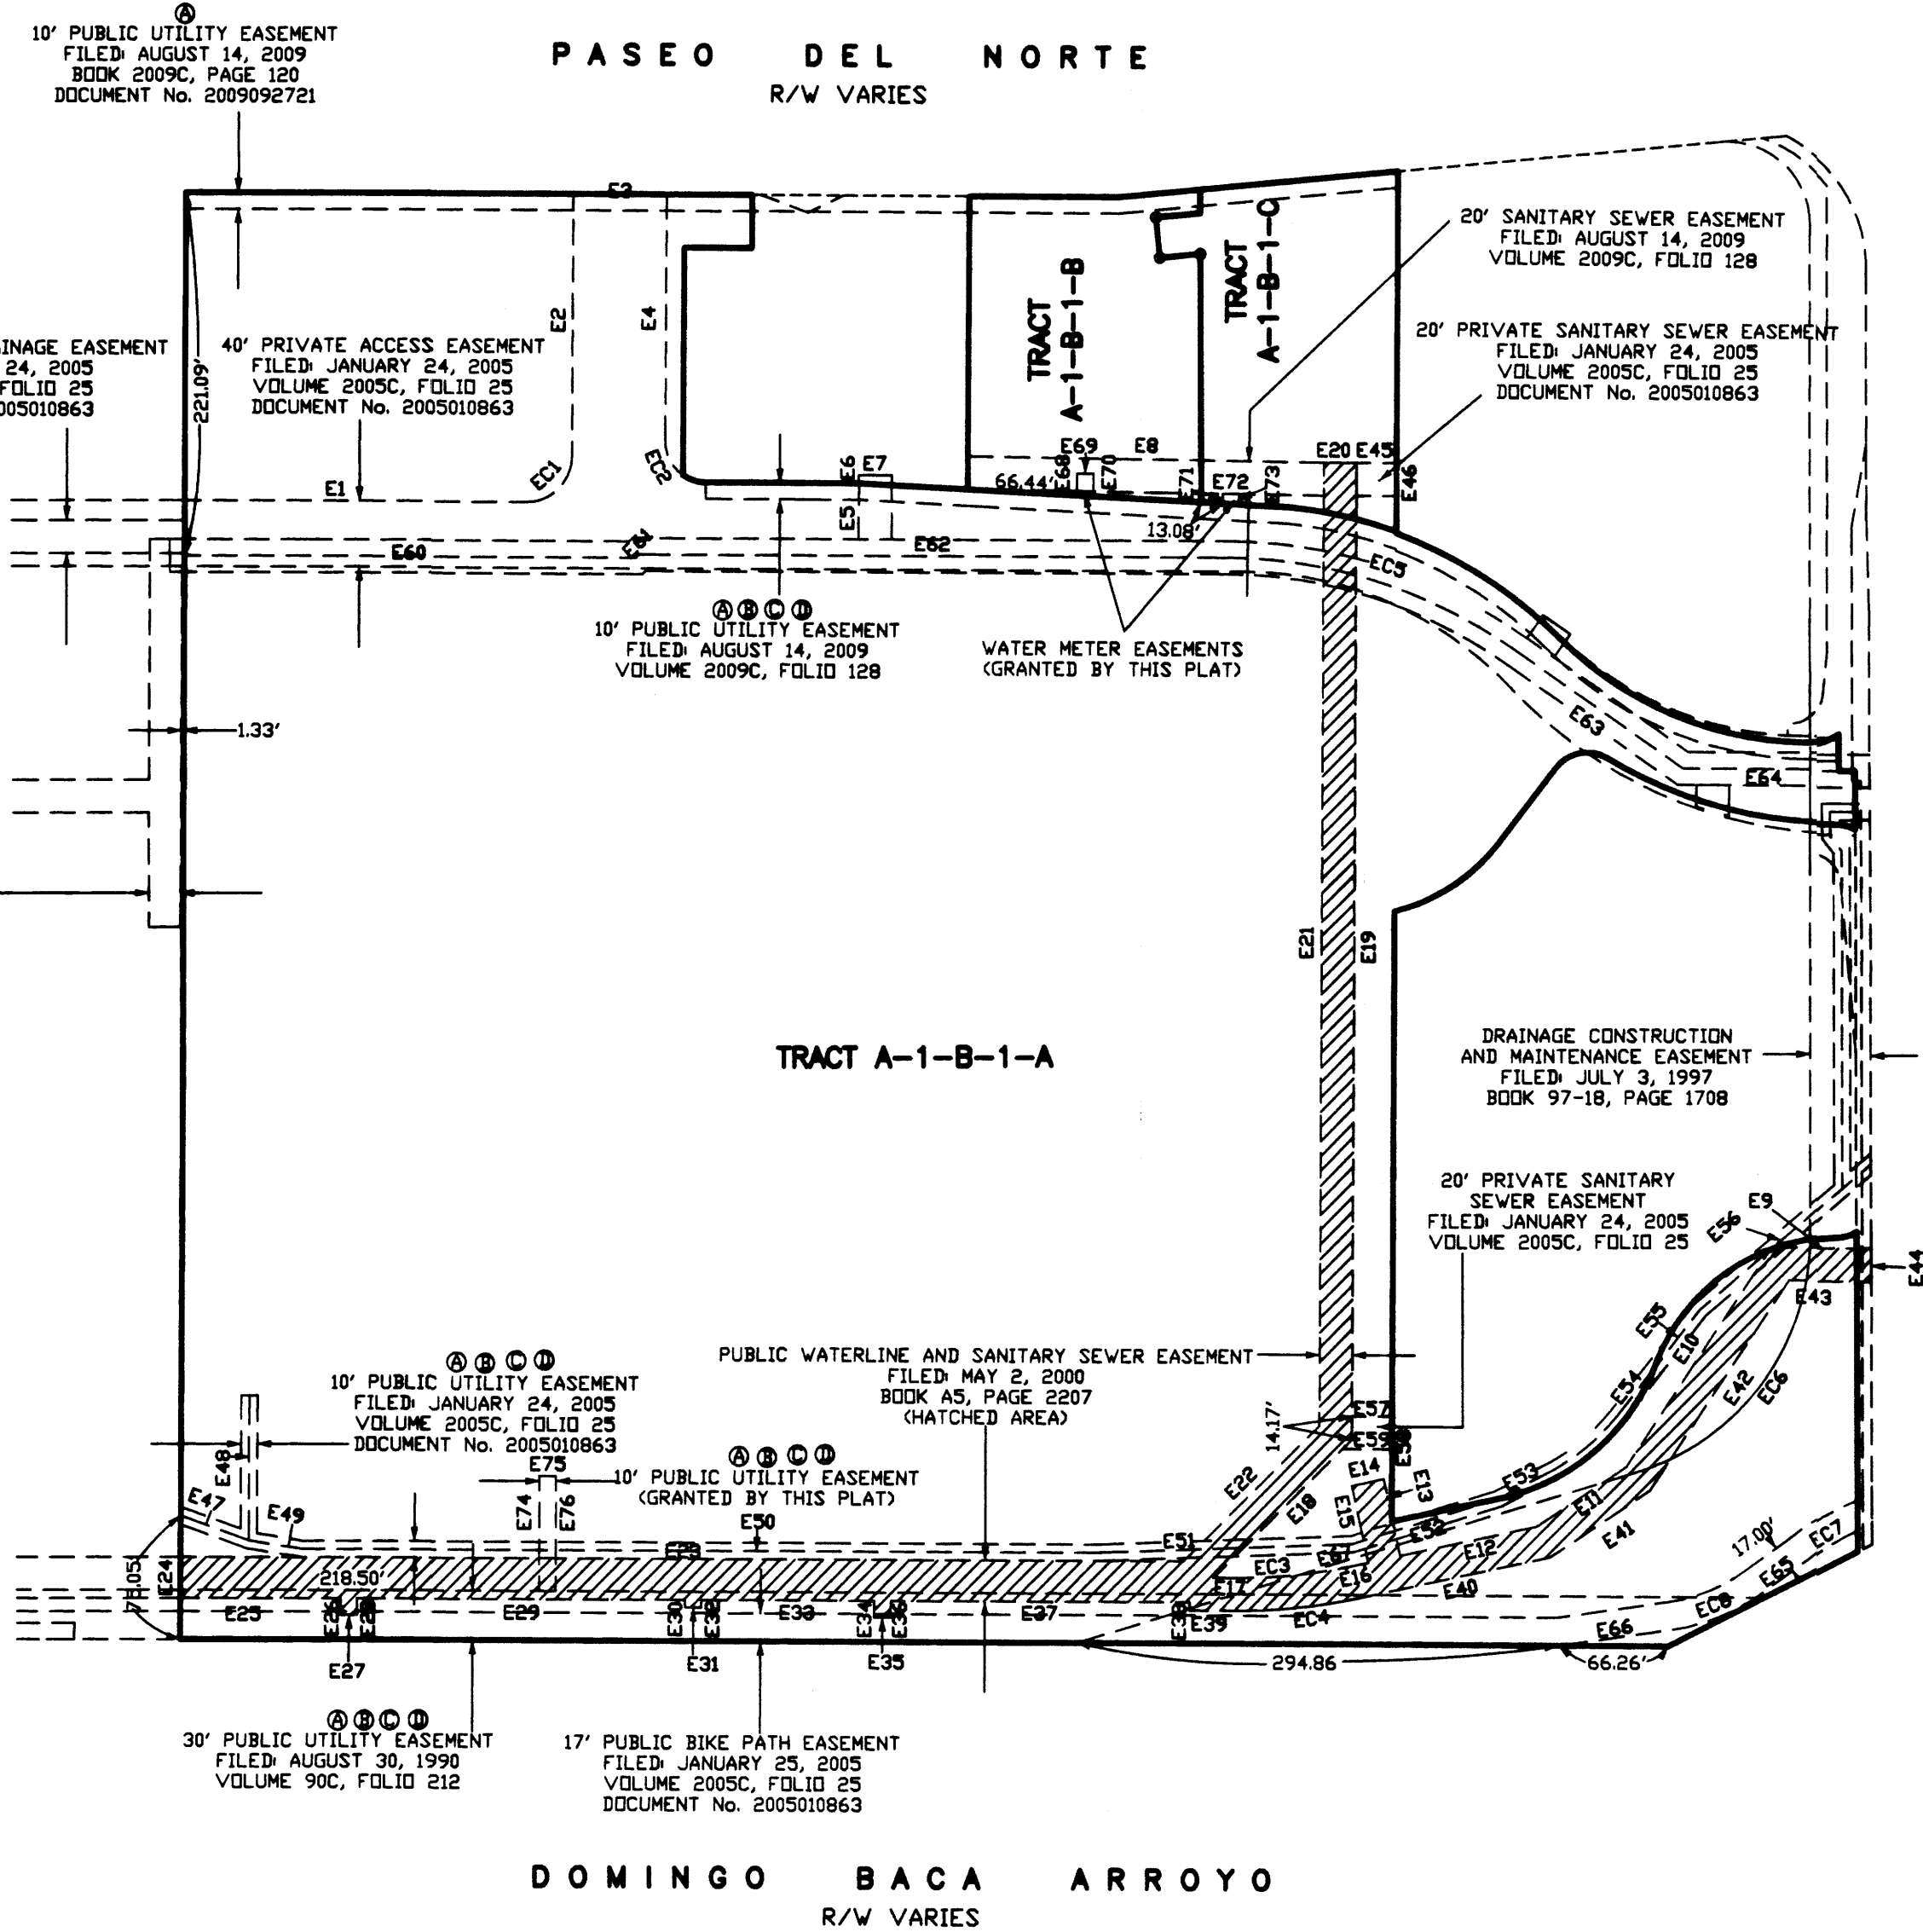 Ⓐ
10' PUBLIC UTILITY EASEMENT
FILED: AUGUST 14, 2009
BOOK 2009C, PAGE 120
DOCUMENT No. 2009092721
PASEO DEL NORTE
R/W VARIES
E3
20' SANITARY SEWER EASEMENT
FILED: AUGUST 14, 2009
VOLUME 2009C, FOLIO 128
TRACT
A-1-B-1-B
TRACT
A-1-B-1-C
E2
E4
INAGE EASEMENT
24, 2005
FOLIO 25
005010863
221.09'
40' PRIVATE ACCESS EASEMENT
FILED: JANUARY 24, 2005
VOLUME 2005C, FOLIO 25
DOCUMENT No. 2005010863
20' PRIVATE SANITARY SEWER EASEMENT
FILED: JANUARY 24, 2005
VOLUME 2005C, FOLIO 25
DOCUMENT No. 2005010863
EC1
EC2
E1
E6
E7
E5
66.44'
E68
E69
E70
E8
E71
E72
E73
E20
E45
E46
13.08'
E60
E61
E62
EC5
Ⓐ Ⓑ Ⓒ Ⓓ
10' PUBLIC UTILITY EASEMENT
FILED: AUGUST 14, 2009
VOLUME 2009C, FOLIO 128
WATER METER EASEMENTS
(GRANTED BY THIS PLAT)
1.33'
E63
E64
E21
E19
TRACT A-1-B-1-A
DRAINAGE CONSTRUCTION
AND MAINTENANCE EASEMENT
FILED: JULY 3, 1997
BOOK 97-18, PAGE 1708
20' PRIVATE SANITARY
SEWER EASEMENT
FILED: JANUARY 24, 2005
VOLUME 2005C, FOLIO 25
E9
E56
E44
E43
E55
E10
E54
E42
EC6
Ⓐ Ⓑ Ⓒ Ⓓ
10' PUBLIC UTILITY EASEMENT
FILED: JANUARY 24, 2005
VOLUME 2005C, FOLIO 25
DOCUMENT No. 2005010863
PUBLIC WATERLINE AND SANITARY SEWER EASEMENT
FILED: MAY 2, 2000
BOOK A5, PAGE 2207
(HATCHED AREA)
14.17'
E57
E59
Ⓐ Ⓑ Ⓒ Ⓓ
10' PUBLIC UTILITY EASEMENT
(GRANTED BY THIS PLAT)
E48
E47
E49
E75
E74
E76
E50
E51
E22
E18
E14
E13
E15
E53
E52
E11
E41
E12
17.00'
EC7
E65
E24
218.50'
EC3
E67
E16
E17
E40
E25
E26
E29
E30
E33
E34
E36
E37
E39
EC4
EC8
E66
E27
E31
E35
294.86
66.26'
Ⓐ Ⓑ Ⓒ Ⓓ
30' PUBLIC UTILITY EASEMENT
FILED: AUGUST 30, 1990
VOLUME 90C, FOLIO 212
17' PUBLIC BIKE PATH EASEMENT
FILED: JANUARY 25, 2005
VOLUME 2005C, FOLIO 25
DOCUMENT No. 2005010863
DOMINGO BACA ARROYO
R/W VARIES